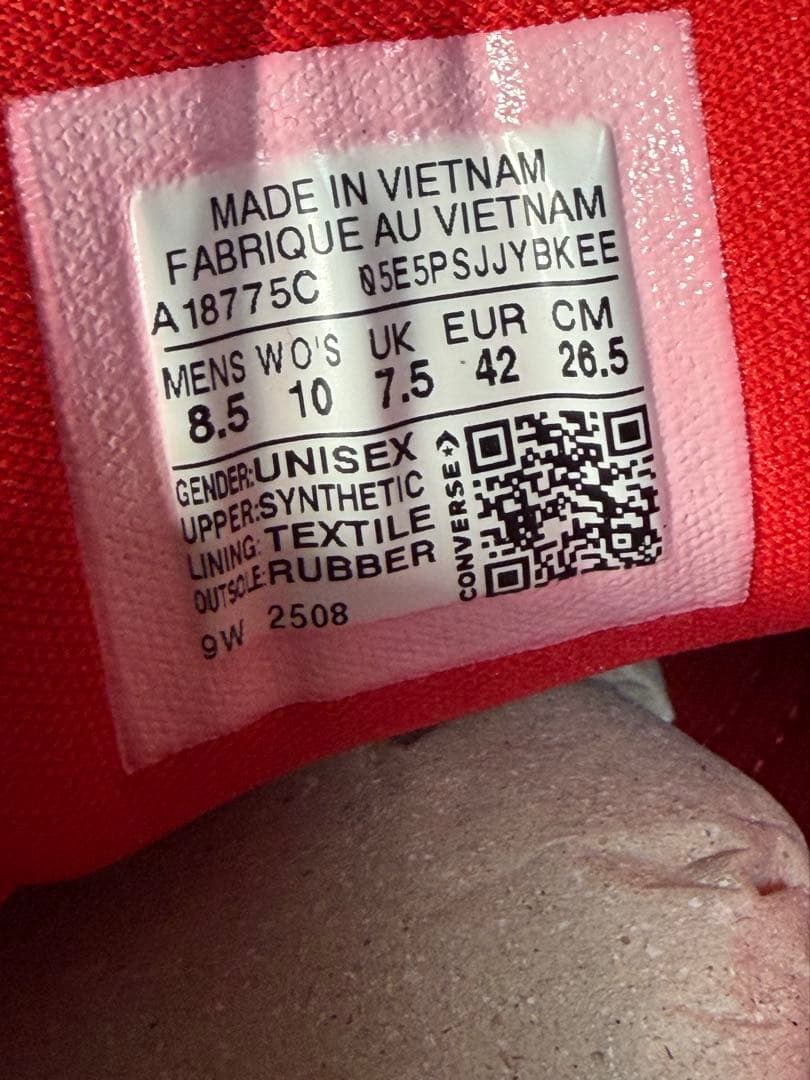 MADE IN VIETNAM
FABRIQUE AU VIETNAM
A18775C 05E5PSJJYBKEE
MENS WO'S UK EUR CM
8.5 10 7.5 42 26.5
GENDER:UNISEX
UPPER:SYNTHETIC
LINING:TEXTILE
OUTSOLE:RUBBER
9W 2508
CONVERSE